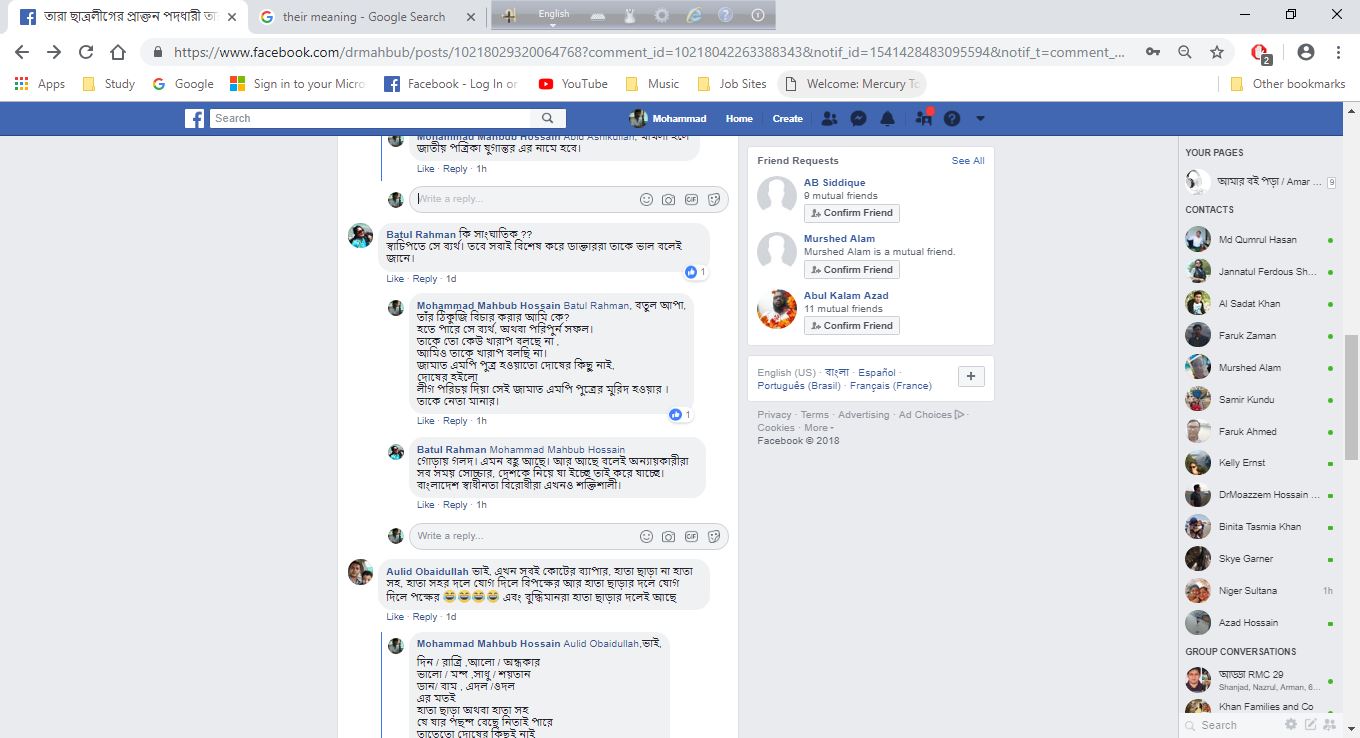 তারা ছাত্রলীগের প্রাক্তন পদধারী
their meaning - Google Search
English
https://www.facebook.com/drmahbub/posts/10218029320064768?comment_id=10218042263388343&notif_id=1541428483095594&notif_t=comment_...
Apps Study Google Sign in to your Micro Facebook - Log In or YouTube Music Job Sites Welcome: Mercury To Other bookmarks
Search
Mohammad Home Create
Mohammad Mahbub Hossain Abid Ashikullah,
জাতীয় পত্রিকা যুগান্তর এর নামে হবে।
Like · Reply · 1h
Write a reply...
Batul Rahman কি সাংঘাতিক ??
স্বাচিপতে সে ব্যর্থ। তবে সবাই বিশেষ করে ডাক্তাররা তাকে ভাল বলেই
জানে।
1
Like · Reply · 1d
Mohammad Mahbub Hossain Batul Rahman, বতুল আপা,
তাঁর ঠিকুজি বিচার করার আমি কে?
হতে পারে সে ব্যর্থ, অথবা পরিপুর্ন সফল।
তাকে তো কেউ খারাপ বলছে না ,
আমিও তাকে খারাপ বলছি না।
জামাত এমপি পুত্র হওয়াতো দোষের কিছু নাই,
দোষের হইলো
লীগ পরিচয় দিয়া সেই জামাত এমপি পুত্রের মুরিদ হওয়ার ।
তাকে নেতা মানার।
1
Like · Reply · 1h
Batul Rahman Mohammad Mahbub Hossain
গোড়ায় গলদ। এমন বহু আছে। আর আছে বলেই অন্যায়কারীরা
সব সময় সোচ্চার, দেশকে নিয়ে যা ইচ্ছে তাই করে যাচ্ছে।
বাংলাদেশ স্বাধীনতা বিরোধীরা এখনও শক্তিশালী।
Like · Reply · 1h
Write a reply...
Aulid Obaidullah ভাই, এখন সবই কোটের ব্যাপার, হাতা ছাড়া না হাতা
সহ, হাতা সহর দলে যোগ দিলে বিপক্ষের আর হাতা ছাড়ার দলে যোগ
দিলে পক্ষের 😂😂😂😂 এবং বুদ্ধিমানরা হাতা ছাড়ার দলেই আছে
Like · Reply · 1d
Mohammad Mahbub Hossain Aulid Obaidullah,ভাই,
দিন / রাত্রি ,আলো / অন্ধকার
ভালো / মন্দ ,সাধু / শয়তান
ডান/ বাম , এদল /ওদল
এর মতই
হাতা ছাড়া অথবা হাতা সহ
যে যার পছন্দ বেছে নিতাই পারে
তাতেতো দোষের কিছুই নাই
Friend Requests See All
AB Siddique
9 mutual friends
Confirm Friend
Murshed Alam
Murshed Alam is a mutual friend.
Confirm Friend
Abul Kalam Azad
11 mutual friends
Confirm Friend
English (US) · বাংলা · Español ·
Português (Brasil) · Français (France)
Privacy · Terms · Advertising · Ad Choices ·
Cookies · More
Facebook © 2018
YOUR PAGES
আমার বই পড়া / Amar ... 9
CONTACTS
Md Qumrul Hasan
Jannatul Ferdous Sh...
Al Sadat Khan
Faruk Zaman
Murshed Alam
Samir Kundu
Faruk Ahmed
Kelly Ernst
DrMoazzem Hossain ...
Binita Tasmia Khan
Skye Garner
Niger Sultana 1h
Azad Hossain
GROUP CONVERSATIONS
আড্ডা RMC 29
Shanjad, Nazrul, Arman, 6...
Khan Families and Co
Search